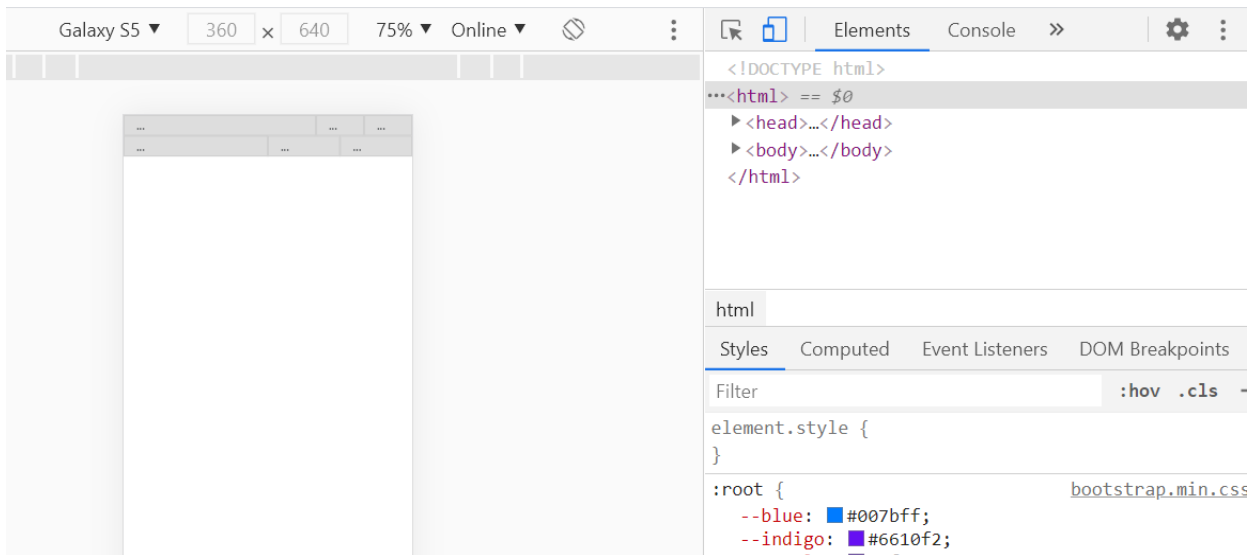 Galaxy S5 ▼ 360 × 640 75% ▼ Online ▼
Elements Console »
<!DOCTYPE html>
•••<html> == $0
▶<head>…</head>
▶<body>…</body>
</html>
... ... ...
... ... ...
html
Styles Computed Event Listeners DOM Breakpoints
Filter :hov .cls
element.style {
}
:root { bootstrap.min.css
--blue: #007bff;
--indigo: #6610f2;